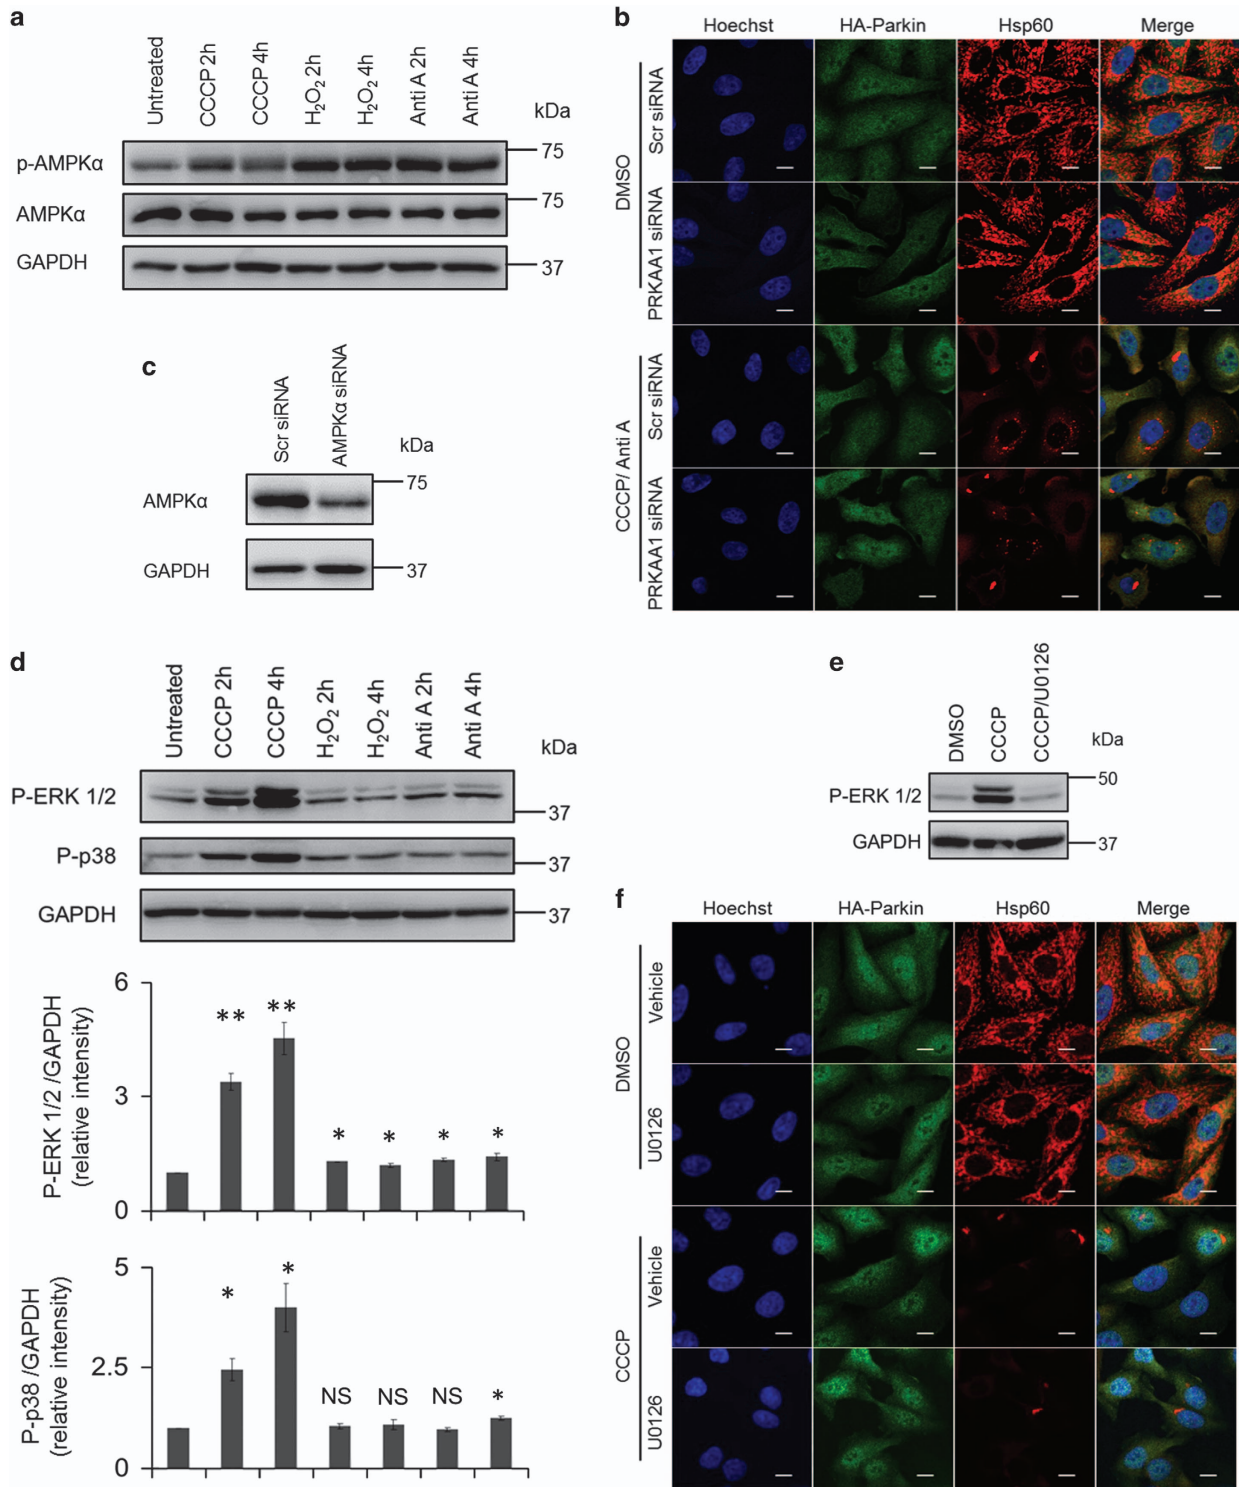 a
Untreated
CCCP 2h
CCCP 4h
H₂O₂ 2h
H₂O₂ 4h
Anti A 2h
Anti A 4h
kDa
p-AMPKα
75
AMPKα
75
GAPDH
37
b
Hoechst
HA-Parkin
Hsp60
Merge
DMSO
Scr siRNA
PRKAA1 siRNA
CCCP/ Anti A
Scr siRNA
PRKAA1 siRNA
c
Scr siRNA
AMPKα siRNA
kDa
AMPKα
75
GAPDH
37
d
Untreated
CCCP 2h
CCCP 4h
H₂O₂ 2h
H₂O₂ 4h
Anti A 2h
Anti A 4h
kDa
P-ERK 1/2
37
P-p38
37
GAPDH
37
P-ERK 1/2 /GAPDH
(relative intensity)
6
3
0
**
**
*
*
*
*
P-p38 /GAPDH
(relative intensity)
5
2.5
0
*
*
NS
NS
NS
*
e
DMSO
CCCP
CCCP/U0126
kDa
P-ERK 1/2
50
GAPDH
37
f
Hoechst
HA-Parkin
Hsp60
Merge
DMSO
Vehicle
U0126
CCCP
Vehicle
U0126